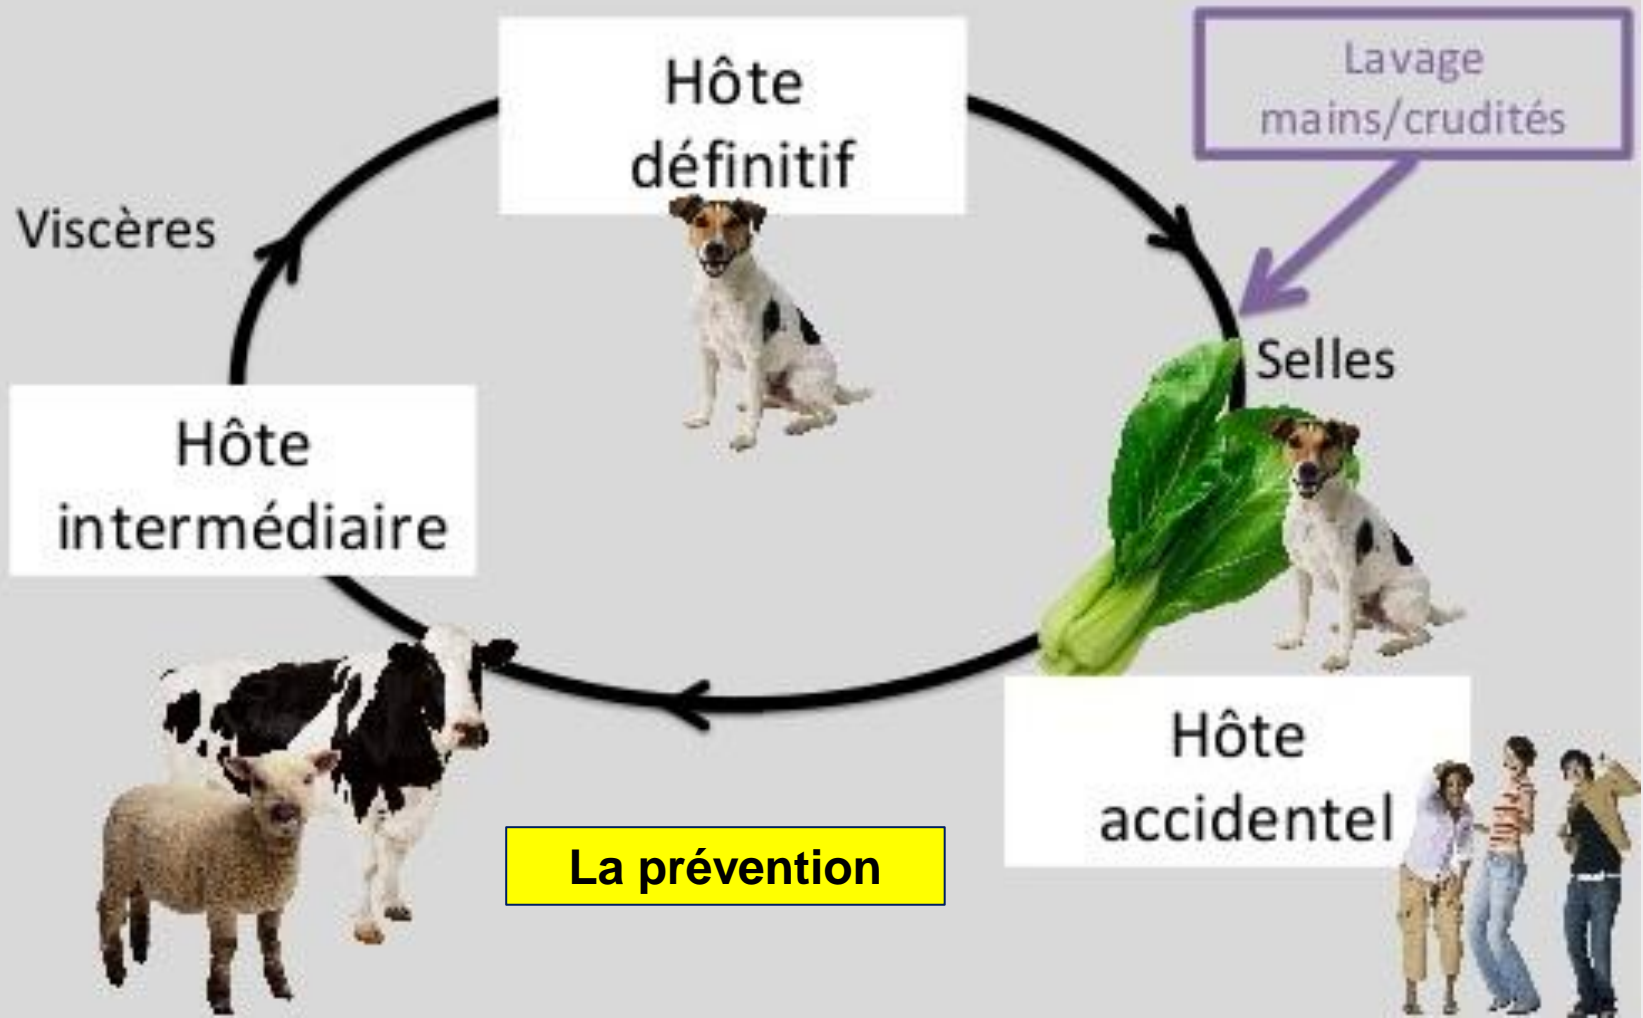 Hôte
définitif
Lavage
mains/crudités
Viscères
Selles
Hôte
intermédiaire
Hôte
accidentel
La prévention